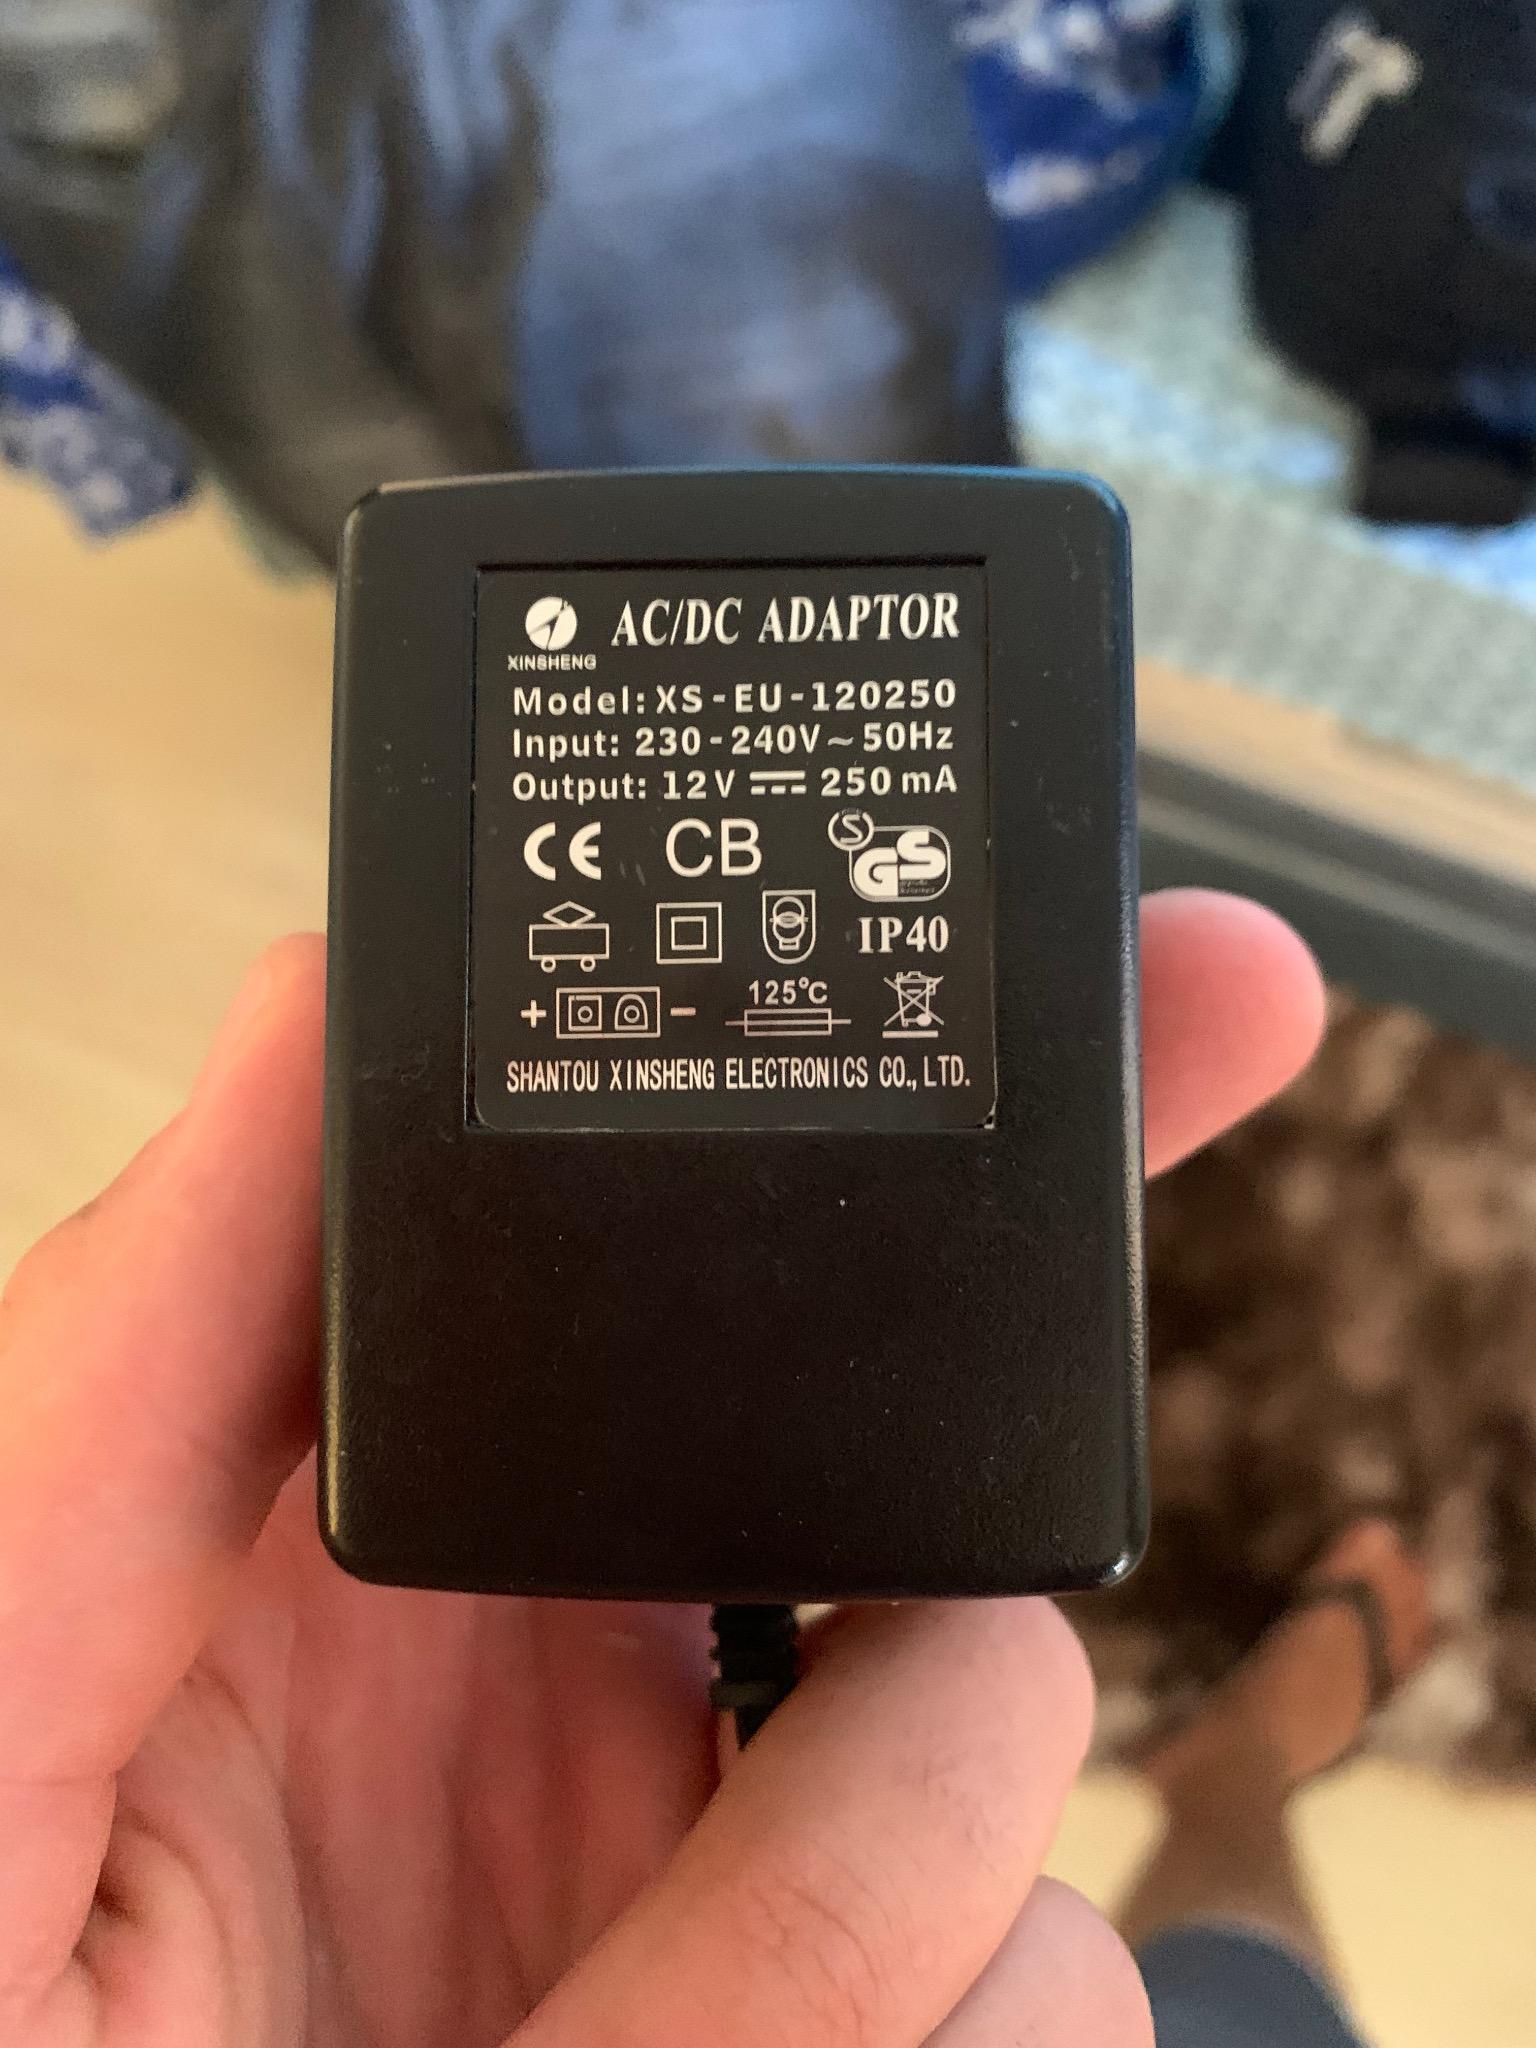 AC/DC ADAPTOR
XINSHENG
Model: XS-EU-120250
Input: 230-240V~50Hz
Output: 12V ⎓ 250 mA
CE CB S GS
IP40
+ - 125°C
SHANTOU XINSHENG ELECTRONICS CO., LTD.